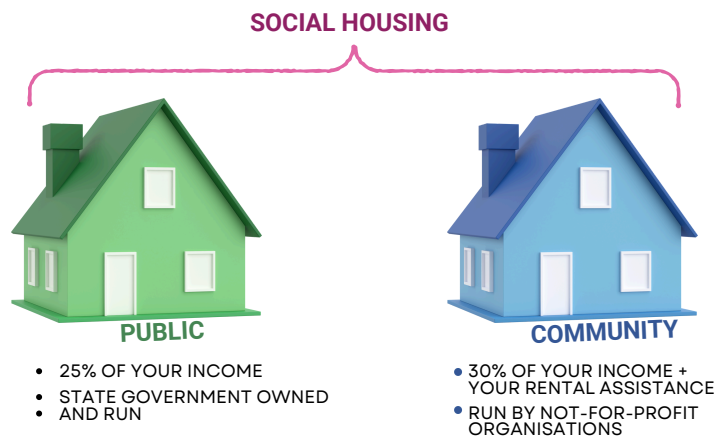 SOCIAL HOUSING
PUBLIC
• 25% OF YOUR INCOME
• STATE GOVERNMENT OWNED
• AND RUN
COMMUNITY
• 30% OF YOUR INCOME +
YOUR RENTAL ASSISTANCE
• RUN BY NOT-FOR-PROFIT
ORGANISATIONS